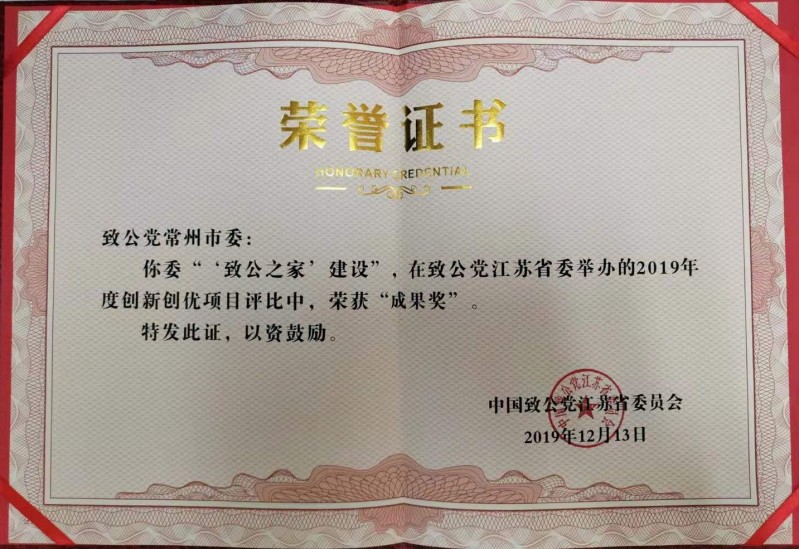 荣誉证书
HONORARY CREDENTIAL
致公党常州市委：
你委“‘致公之家’建设”，在致公党江苏省委举办的2019年
度创新创优项目评比中，荣获“成果奖”。
特发此证，以资鼓励。
中国致公党江苏省委员会
2019年12月13日